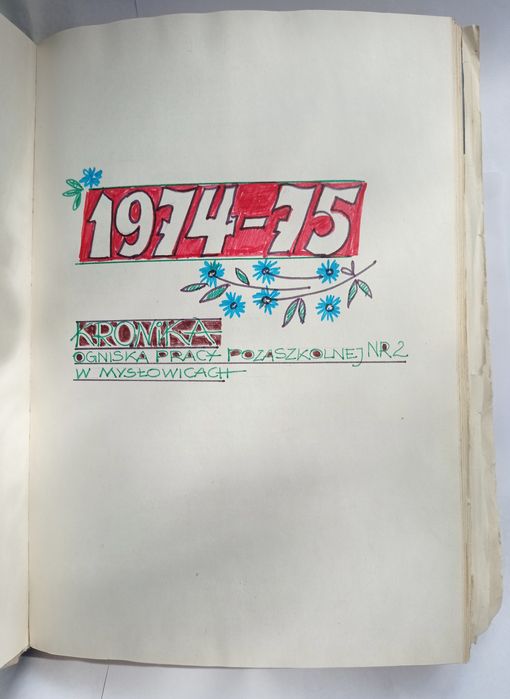 1974-75
KRONIKA
OGNISKA PRACY POZASZKOLNEJ NR 2
W MYSŁOWICACH